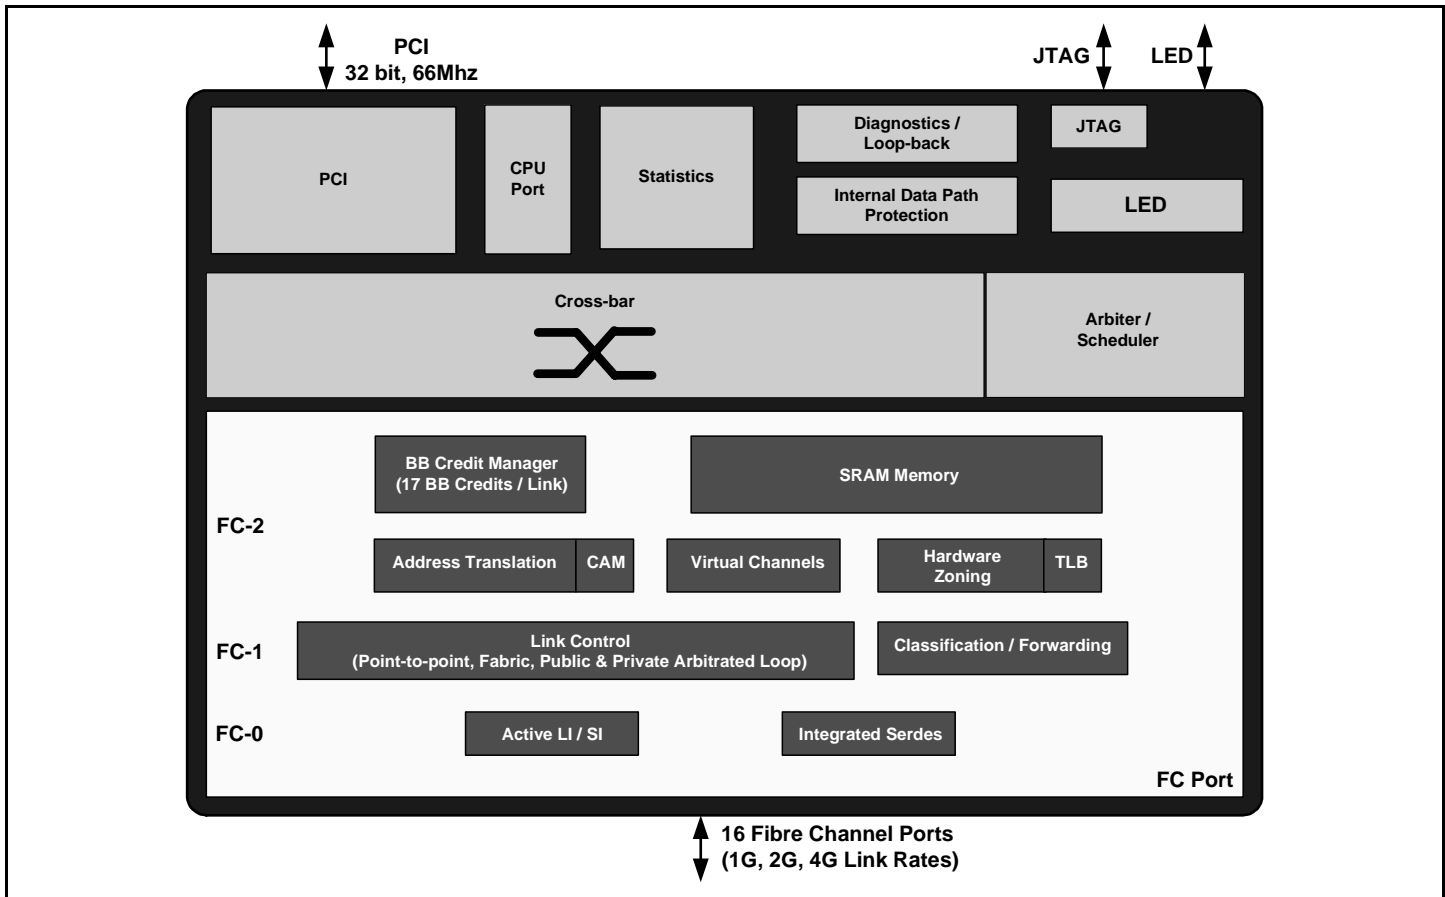 PCI
32 bit, 66Mhz
JTAG
LED
PCI
CPU
Port
Statistics
Diagnostics /
Loop-back
Internal Data Path
Protection
JTAG
LED
Cross-bar
Arbiter /
Scheduler
BB Credit Manager
(17 BB Credits / Link)
SRAM Memory
FC-2
Address Translation
CAM
Virtual Channels
Hardware
Zoning
TLB
FC-1
Link Control
(Point-to-point, Fabric, Public & Private Arbitrated Loop)
Classification / Forwarding
FC-0
Active LI / SI
Integrated Serdes
FC Port
16 Fibre Channel Ports
(1G, 2G, 4G Link Rates)